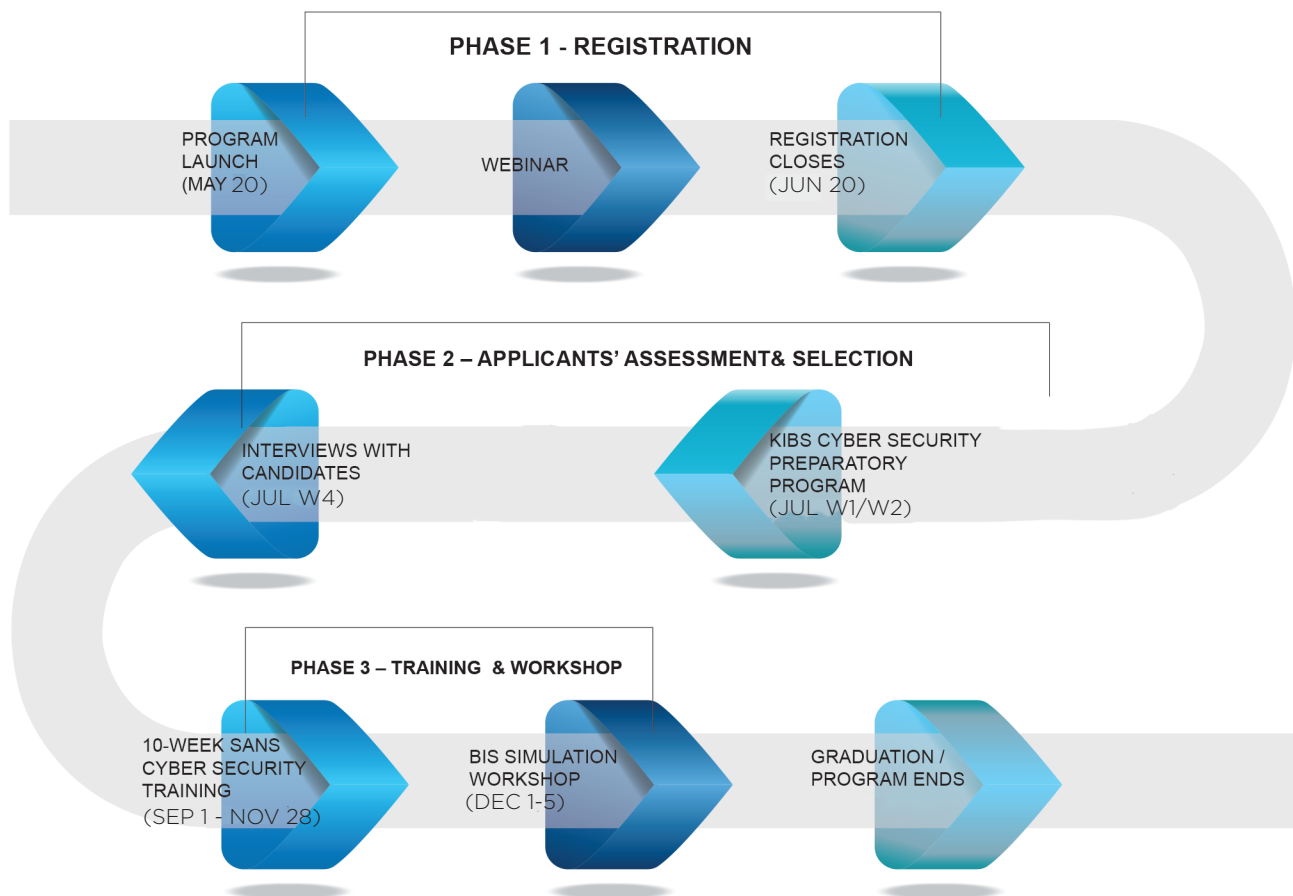 PHASE 1 - REGISTRATION
PROGRAM
LAUNCH
(MAY 20)
WEBINAR
REGISTRATION
CLOSES
(JUN 20)
PHASE 2 – APPLICANTS’ ASSESSMENT& SELECTION
KIBS CYBER SECURITY
PREPARATORY
PROGRAM
(JUL W1/W2)
INTERVIEWS WITH
CANDIDATES
(JUL W4)
PHASE 3 – TRAINING & WORKSHOP
10-WEEK SANS
CYBER SECURITY
TRAINING
(SEP 1 - NOV 28)
BIS SIMULATION
WORKSHOP
(DEC 1-5)
GRADUATION /
PROGRAM ENDS